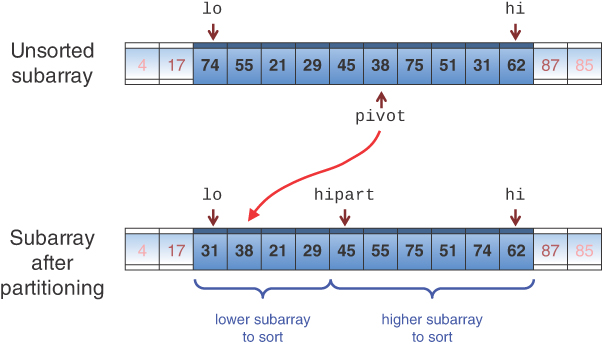 lo hi
Unsorted
subarray
4 17 74 55 21 29 45 38 75 51 31 62 87 85
pivot
lo hipart hi
Subarray
after
partitioning
4 17 31 38 21 29 45 55 75 51 74 62 87 85
lower subarray
to sort
higher subarray
to sort